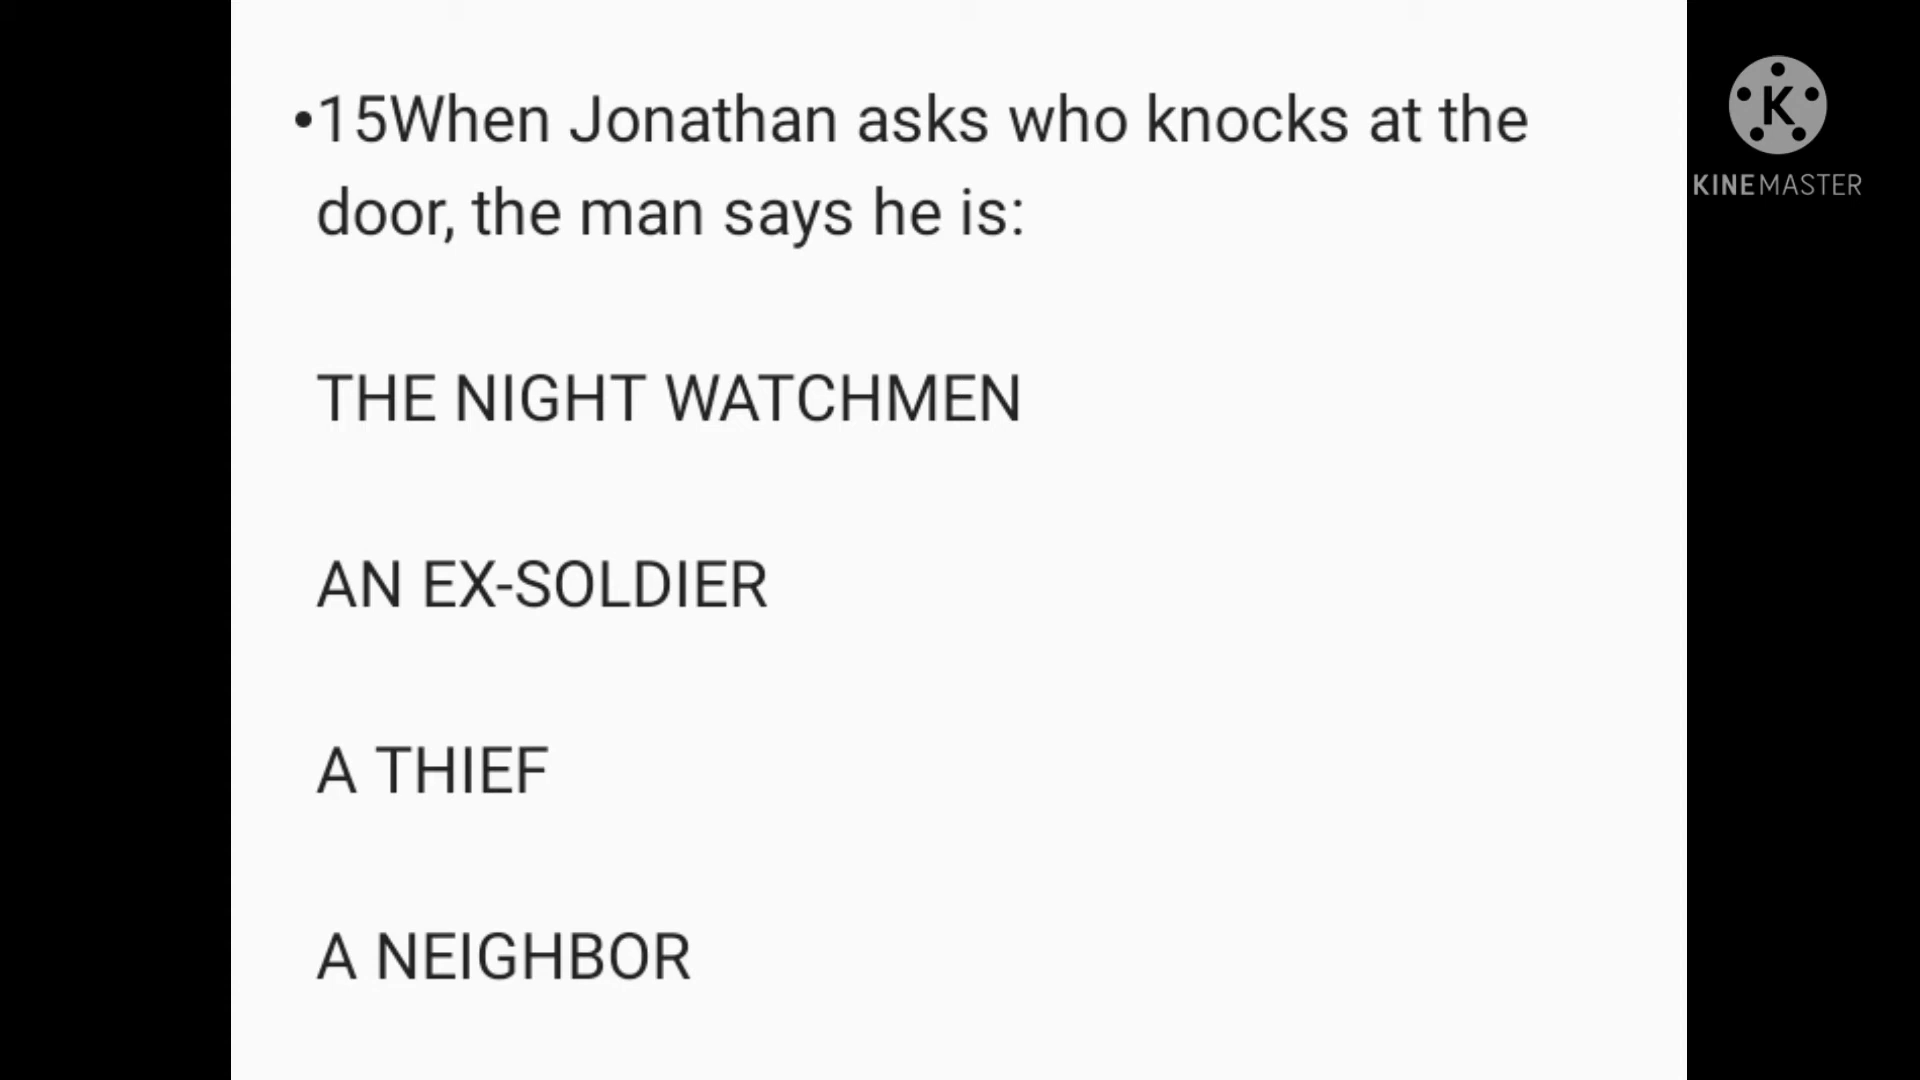 •15When Jonathan asks who knocks at the
door, the man says he is:
THE NIGHT WATCHMEN
AN EX-SOLDIER
A THIEF
A NEIGHBOR
K
KINEMASTER